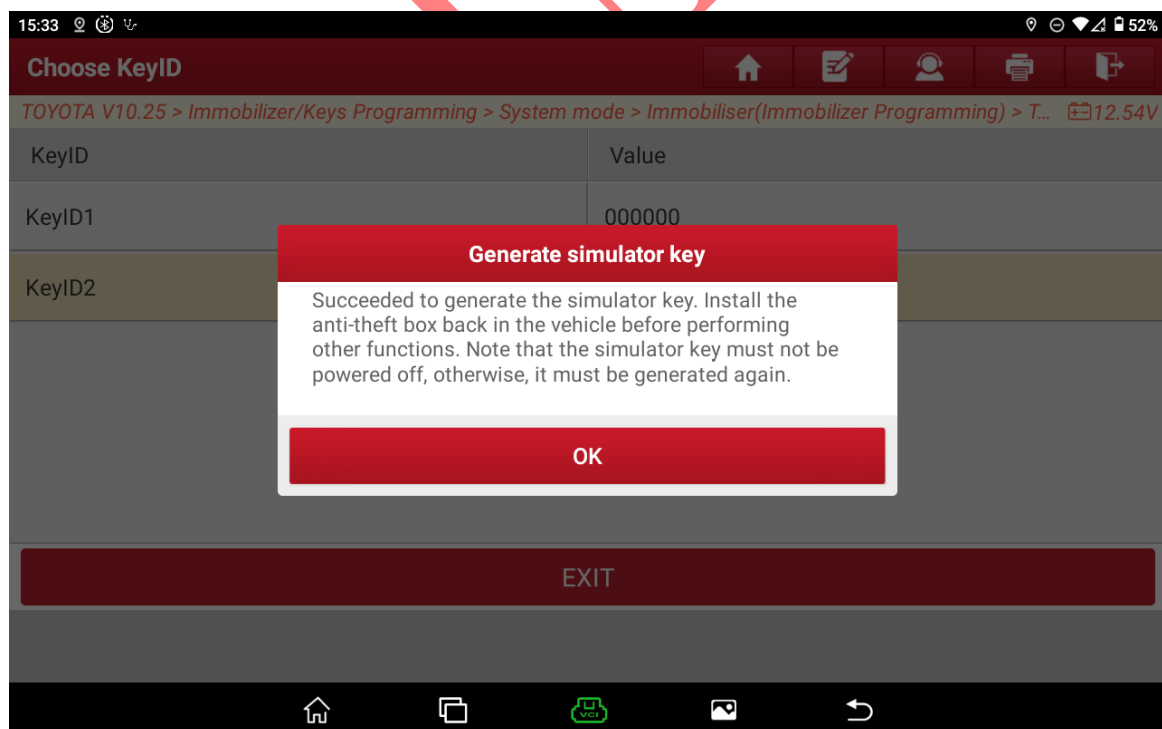 15:33
52%
Choose KeyID
TOYOTA V10.25 > Immobilizer/Keys Programming > System mode > Immobiliser(Immobilizer Programming) > T... 12.54V
KeyID Value
KeyID1 000000
Generate simulator key
KeyID2
Succeeded to generate the simulator key. Install the
anti-theft box back in the vehicle before performing
other functions. Note that the simulator key must not be
powered off, otherwise, it must be generated again.
OK
EXIT
VCI